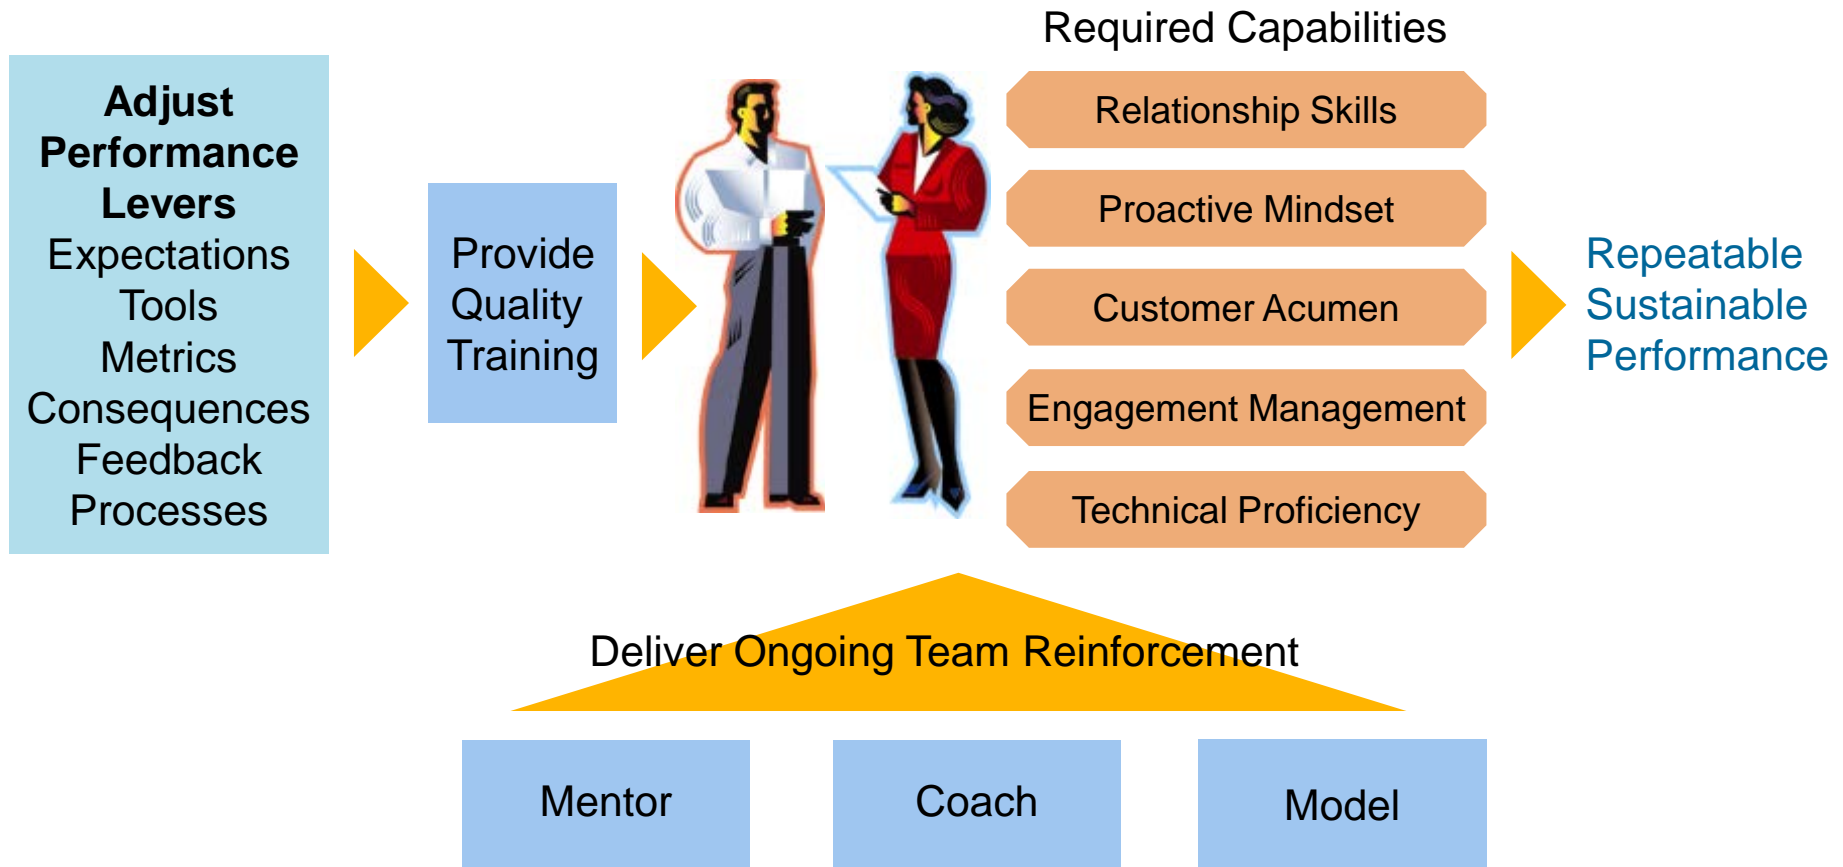 Required Capabilities
Adjust
Performance
Levers
Expectations
Tools
Metrics
Consequences
Feedback
Processes
Provide
Quality
Training
Relationship Skills
Proactive Mindset
Customer Acumen
Engagement Management
Technical Proficiency
Repeatable
Sustainable
Performance
Deliver Ongoing Team Reinforcement
Mentor
Coach
Model